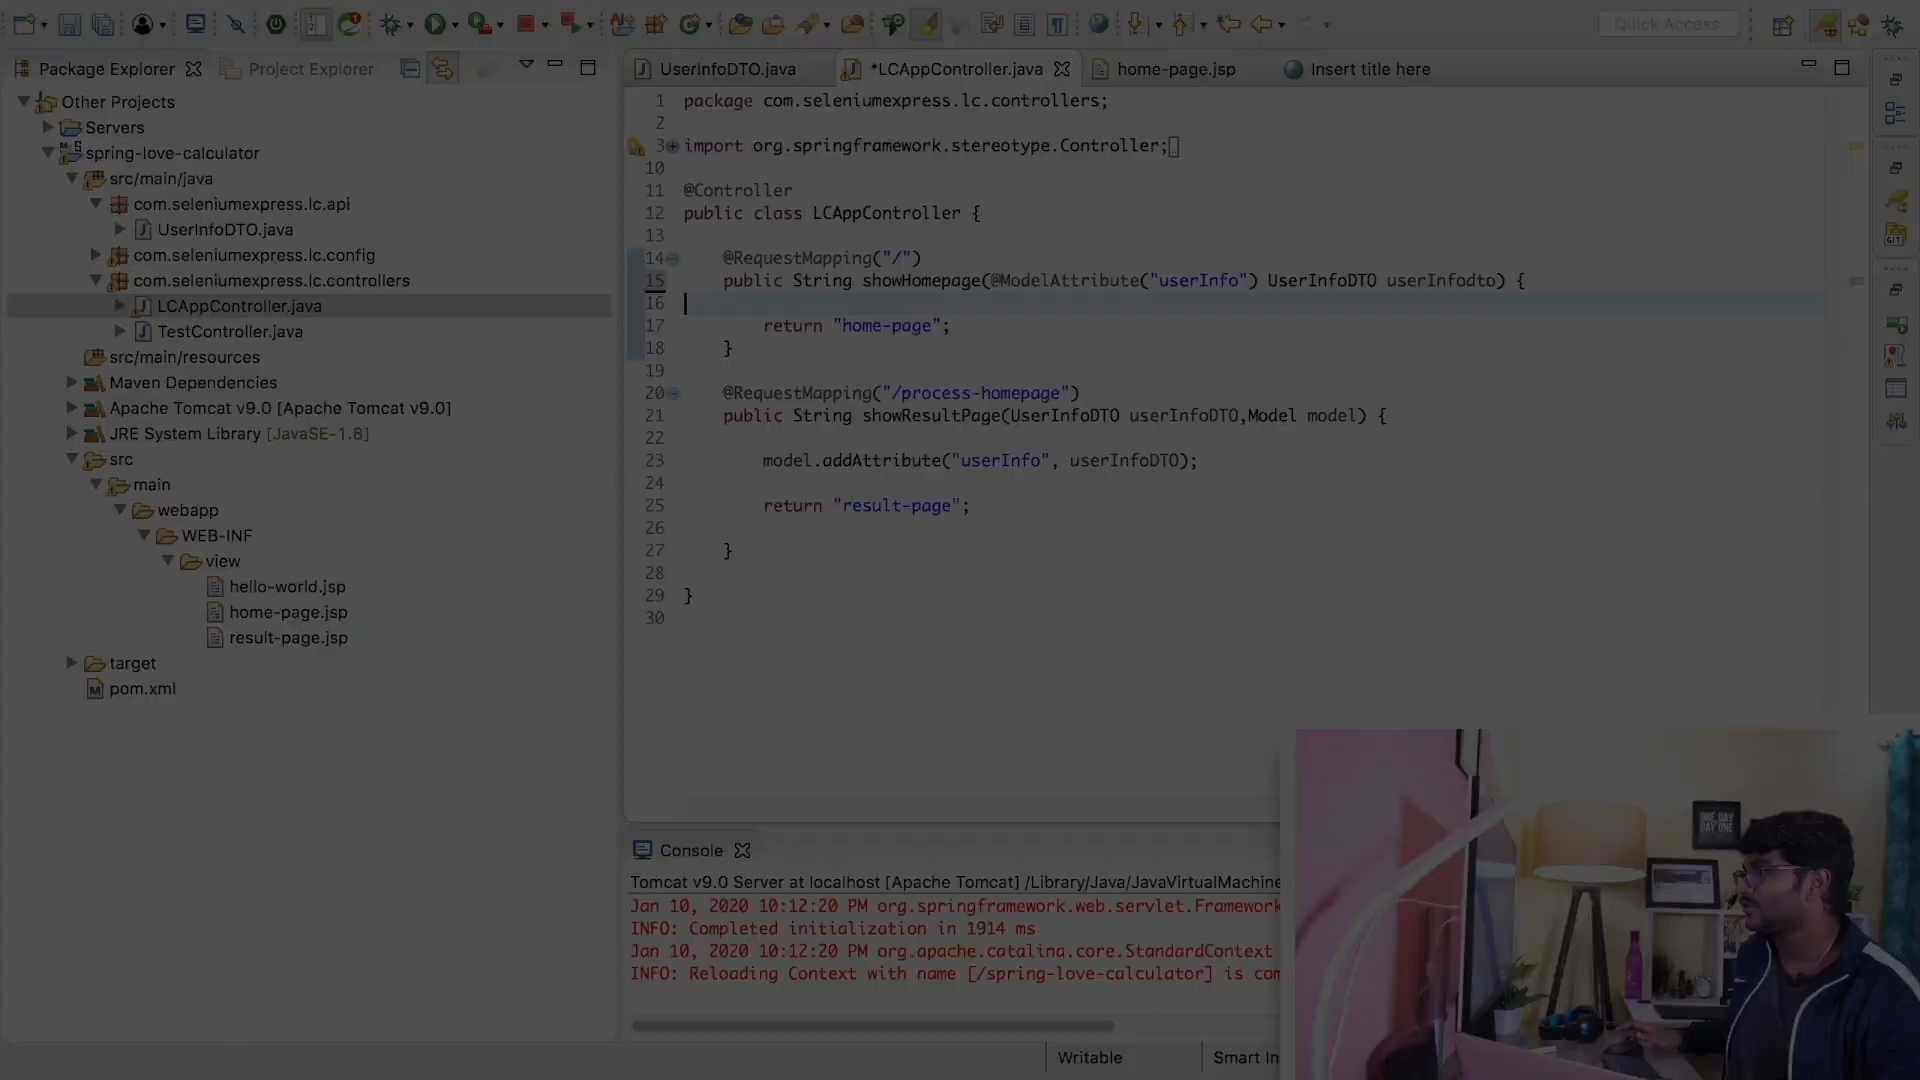 Quick Access
Package Explorer
Project Explorer
Other Projects
Servers
spring-love-calculator
src/main/java
com.seleniumexpress.lc.api
UserInfoDTO.java
com.seleniumexpress.lc.config
com.seleniumexpress.lc.controllers
LCAppController.java
TestController.java
src/main/resources
Maven Dependencies
Apache Tomcat v9.0 [Apache Tomcat v9.0]
JRE System Library [JavaSE-1.8]
src
main
webapp
WEB-INF
view
hello-world.jsp
home-page.jsp
result-page.jsp
target
pom.xml
UserInfoDTO.java
*LCAppController.java
home-page.jsp
Insert title here
1 package com.seleniumexpress.lc.controllers;
2
3 import org.springframework.stereotype.Controller;
10
11 @Controller
12 public class LCAppController {
13
14 @RequestMapping("/")
15 public String showHomepage(@ModelAttribute("userInfo") UserInfoDTO userInfodto) {
16
17 return "home-page";
18 }
19
20 @RequestMapping("/process-homepage")
21 public String showResultPage(UserInfoDTO userInfoDTO,Model model) {
22
23 model.addAttribute("userInfo", userInfoDTO);
24
25 return "result-page";
26
27 }
28
29 }
30
Console
Tomcat v9.0 Server at localhost [Apache Tomcat] /Library/Java/JavaVirtualMachine
Jan 10, 2020 10:12:20 PM org.springframework.web.servlet.Framework
INFO: Completed initialization in 1914 ms
Jan 10, 2020 10:12:20 PM org.apache.catalina.core.StandardContext
INFO: Reloading Context with name [/spring-love-calculator] is com
Writable
Smart In
GIT
ONE DAY
DAY ONE